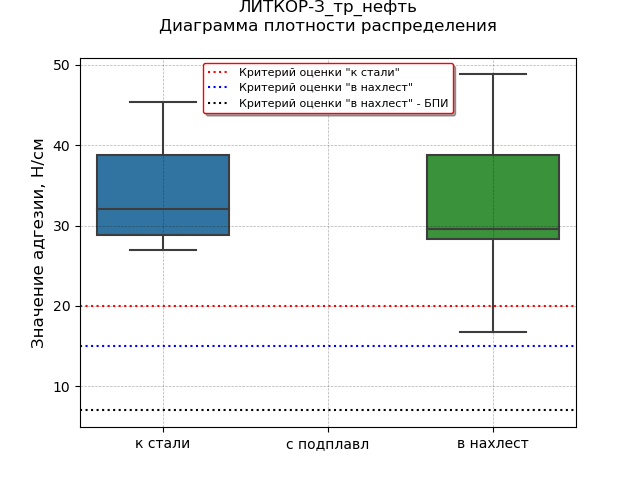 ЛИТКОР-З_тр_нефть
Диаграмма плотности распределения
Значение адгезии, Н/см
50
40
30
20
10
Критерий оценки "к стали"
Критерий оценки "в нахлест"
Критерий оценки "в нахлест" - БПИ
к стали
с подплавл
в нахлест